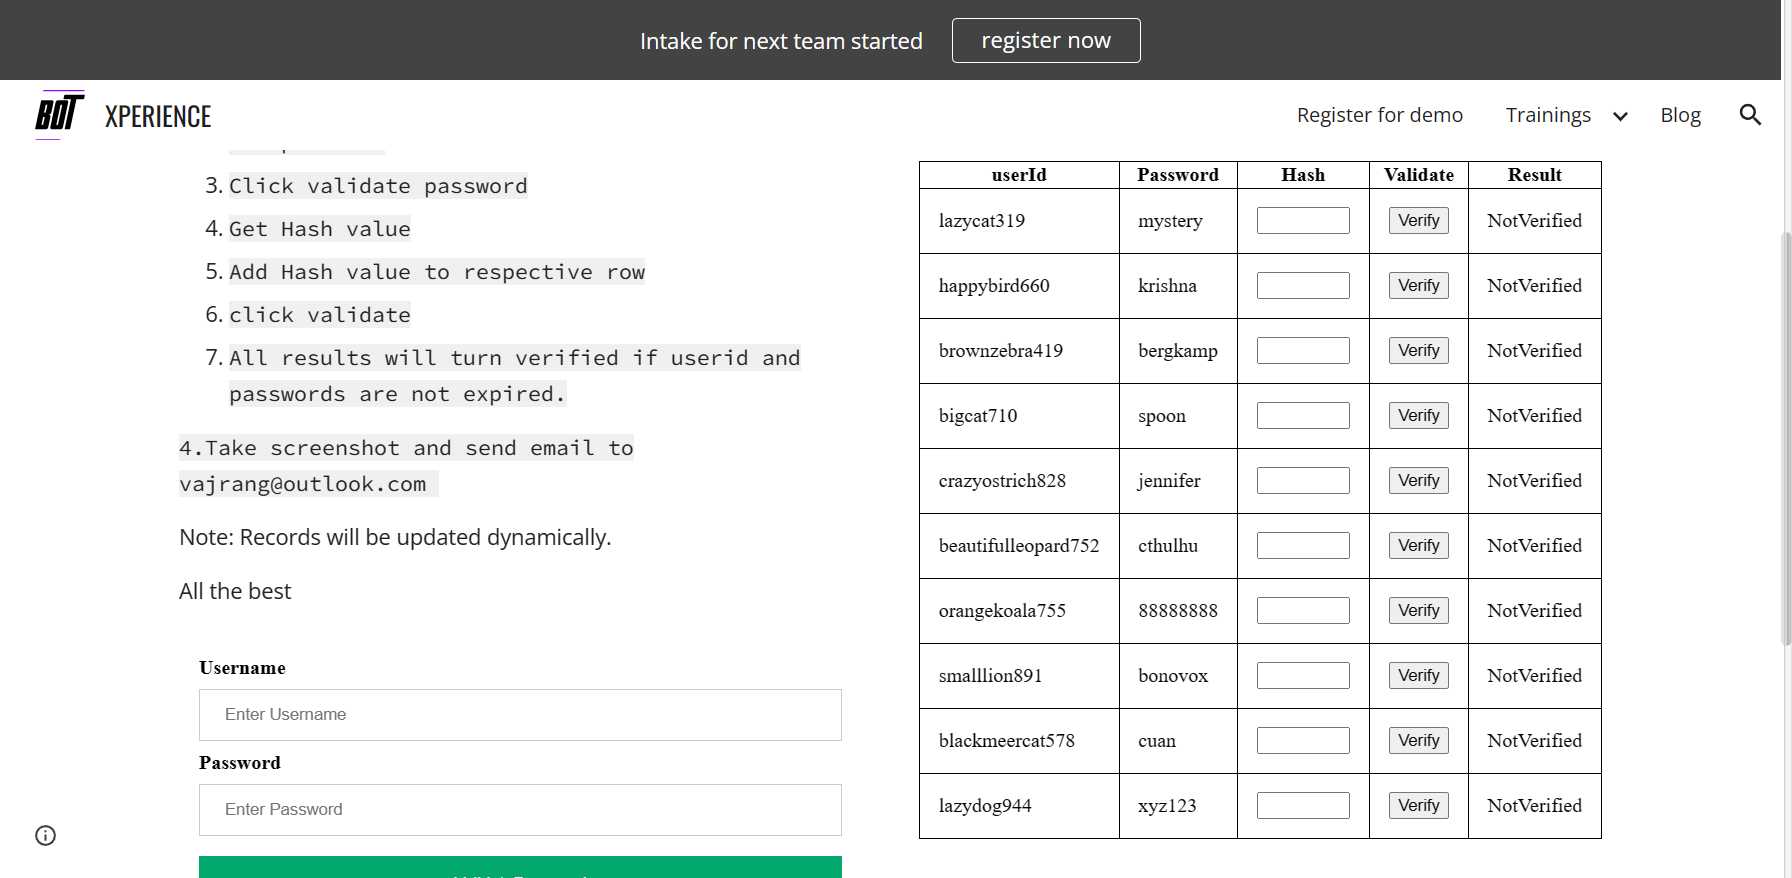 Intake for next team started register now
BOT XPERIENCE Register for demo Trainings Blog
3. Click validate password
4. Get Hash value
5. Add Hash value to respective row
6. click validate
7. All results will turn verified if userid and
passwords are not expired.
4.Take screenshot and send email to
vajrang@outlook.com
Note: Records will be updated dynamically.
All the best
Username
Enter Username
Password
Enter Password
userId Password Hash Validate Result
lazycat319 mystery Verify NotVerified
happybird660 krishna Verify NotVerified
brownzebra419 bergkamp Verify NotVerified
bigcat710 spoon Verify NotVerified
crazyostrich828 jennifer Verify NotVerified
beautifulleopard752 cthulhu Verify NotVerified
orangekoala755 88888888 Verify NotVerified
smalllion891 bonovox Verify NotVerified
blackmeercat578 cuan Verify NotVerified
lazydog944 xyz123 Verify NotVerified